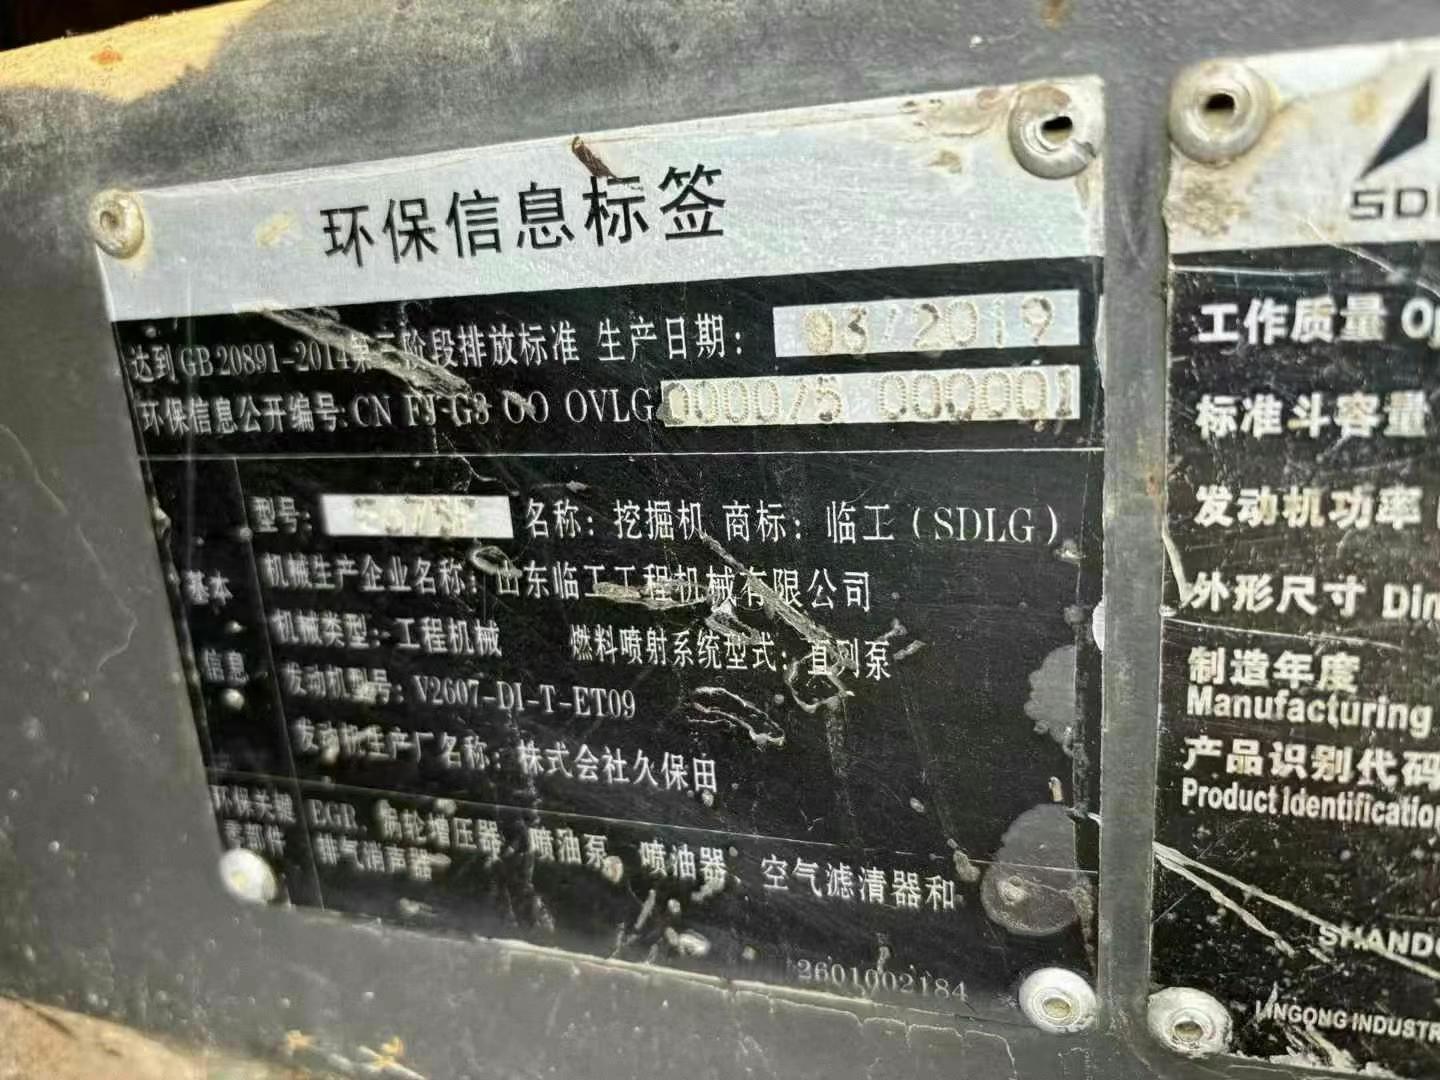 环保信息标签
达到GB 20891-2014第三阶段排放标准 生产日期: 03/2019
环保信息公开编号:CN FJ G3 OO OVLG 000075 000001
型号: 名称: 挖掘机 商标: 临工(SDLG)
基本信息
机械生产企业名称: 山东临工工程机械有限公司
机械类型: 工程机械 燃料喷射系统型式: 直列泵
发动机型号: V2607-DI-T-ET09
发动机生产厂名称: 株式会社久保田
环保关键零部件
EGR、涡轮增压器、喷油泵、喷油器、空气滤清器和
排气消声器
2601002184
工作质量
标准斗容量
发动机功率
外形尺寸
制造年度
Manufacturing
产品识别代码
Product Identification
LINGONG